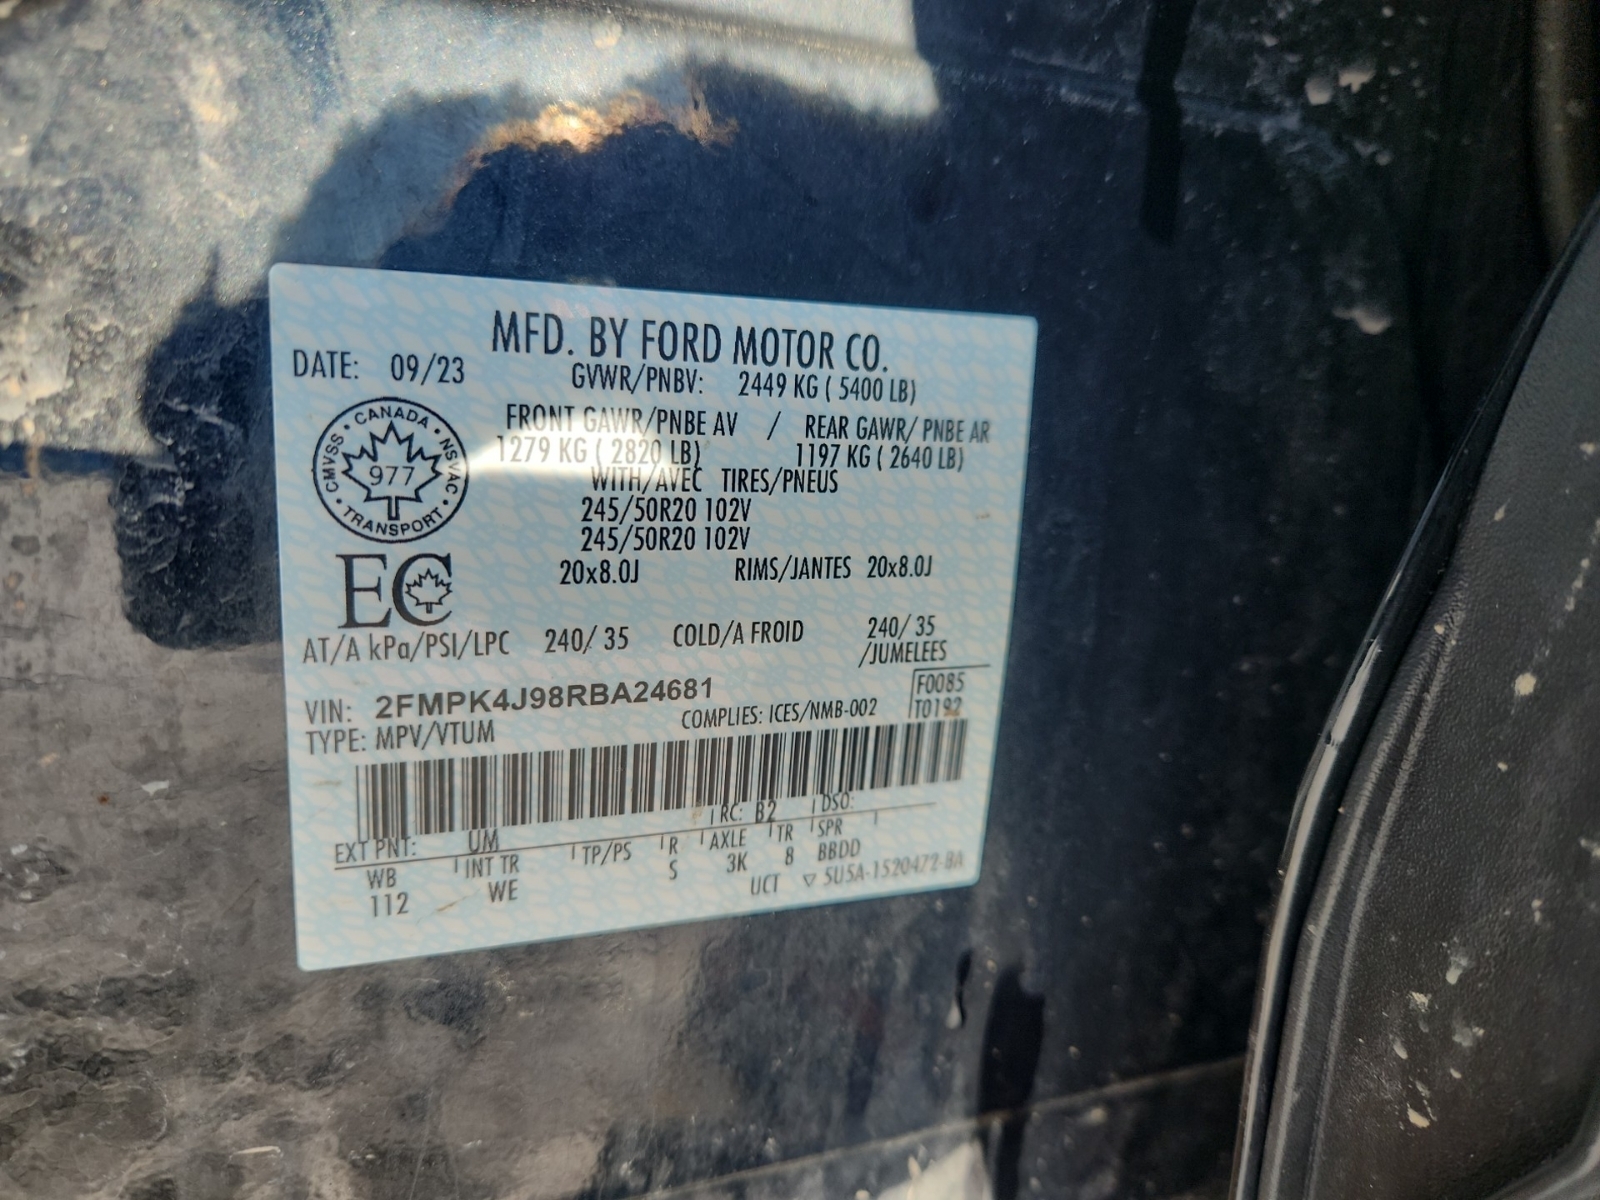 MFD. BY FORD MOTOR CO.
DATE: 09/23
GVWR/PNBV: 2449 KG ( 5400 LB)
FRONT GAWR/PNBE AV / REAR GAWR/ PNBE AR
1279 KG ( 2820 LB) 1197 KG ( 2640 LB)
WITH/AVEC TIRES/PNEUS
245/50R20 102V
245/50R20 102V
20x8.0J RIMS/JANTES 20x8.0J
CANADA
CMVSS NSVAC
977
TRANSPORT
EC
AT/A kPa/PSI/LPC 240/ 35 COLD/A FROID 240/ 35
/JUMELEES
VIN: 2FMPK4J98RBA24681
F0085
T0192
TYPE: MPV/VTUM COMPLIES: ICES/NMB-002
RC: B2 DSO:
EXT PNT: UM
WB INT TR TP/PS R AXLE TR SPR
112 WE S 3K 8 BBDD
UCT ▽ 5U5A-1520472-BA